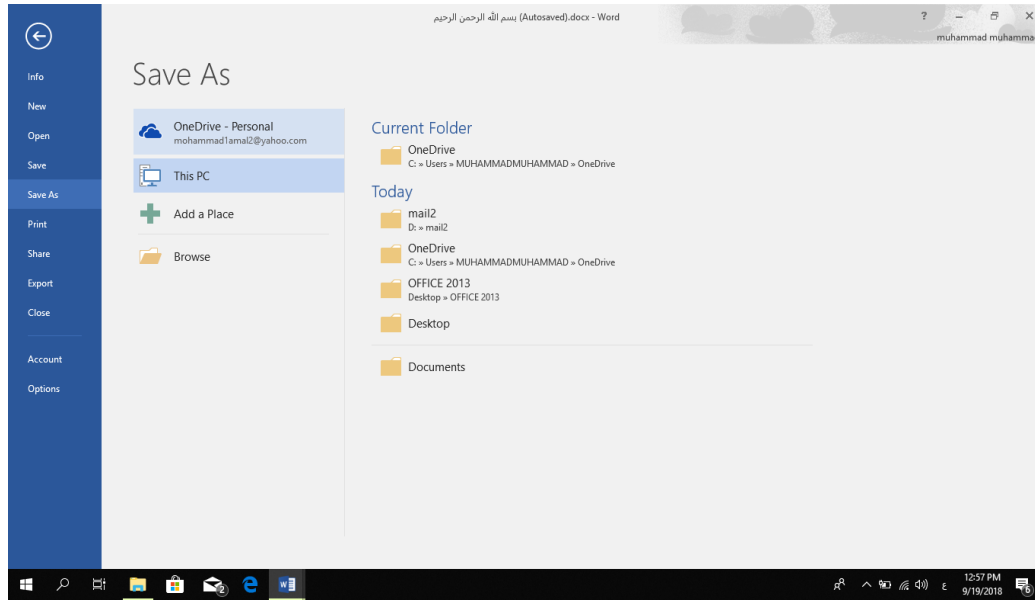 بسم الله الرحمن الرحيم (Autosaved).docx - Word
?
muhammad muhamma
Info
New
Open
Save
Save As
Print
Share
Export
Close
Account
Options
Save As
OneDrive - Personal
mohammad1amal2@yahoo.com
This PC
Add a Place
Browse
Current Folder
OneDrive
C: » Users » MUHAMMADMUHAMMAD » OneDrive
Today
mail2
D: » mail2
OneDrive
C: » Users » MUHAMMADMUHAMMAD » OneDrive
OFFICE 2013
Desktop » OFFICE 2013
Desktop
Documents
2
ع
12:57 PM
9/19/2018
6